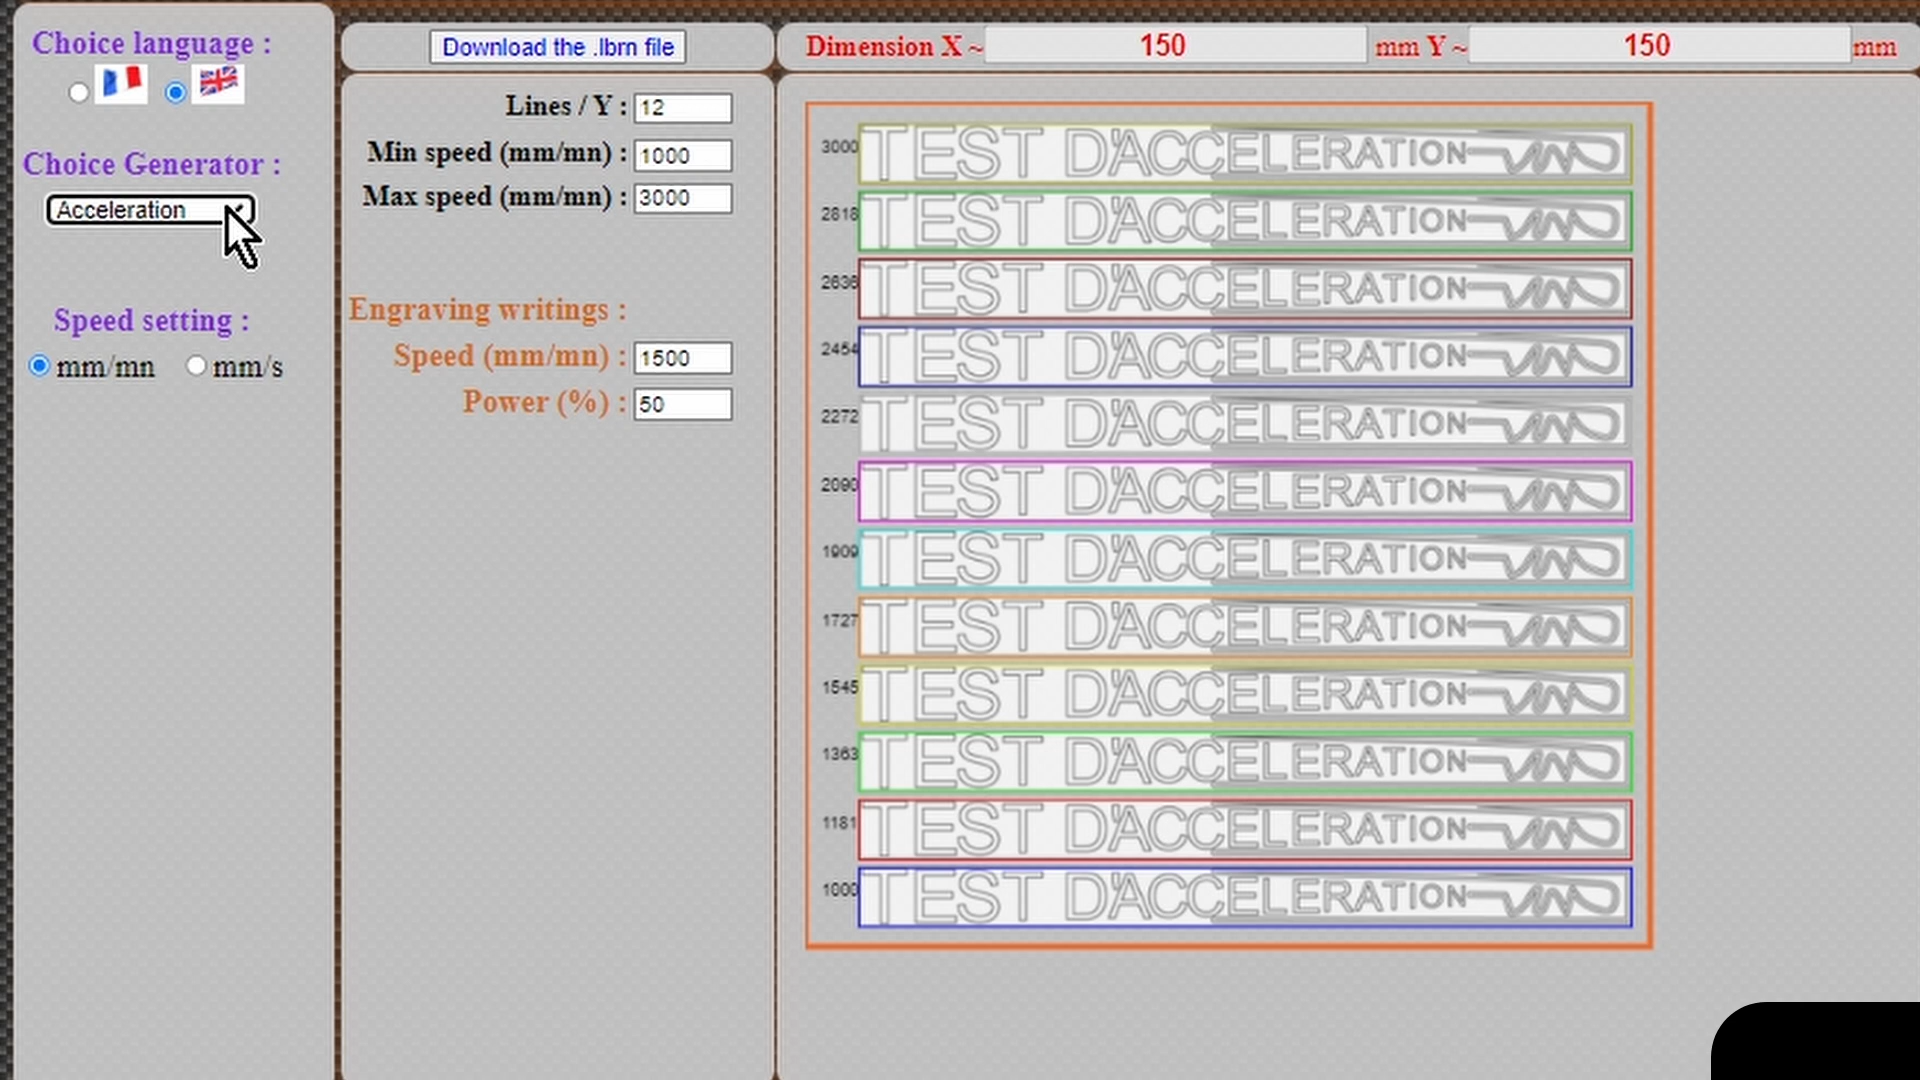 Choice language :
Choice Generator :
Acceleration
Speed setting :
mm/mn mm/s
Download the .lbrn file
Lines / Y : 12
Min speed (mm/mn) : 1000
Max speed (mm/mn) : 3000
Engraving writings :
Speed (mm/mn) : 1500
Power (%) : 50
Dimension X ~ 150 mm Y ~ 150 mm
3000 TEST D'ACCELERATION
2818 TEST D'ACCELERATION
2636 TEST D'ACCELERATION
2454 TEST D'ACCELERATION
2272 TEST D'ACCELERATION
2090 TEST D'ACCELERATION
1909 TEST D'ACCELERATION
1727 TEST D'ACCELERATION
1545 TEST D'ACCELERATION
1363 TEST D'ACCELERATION
1181 TEST D'ACCELERATION
1000 TEST D'ACCELERATION